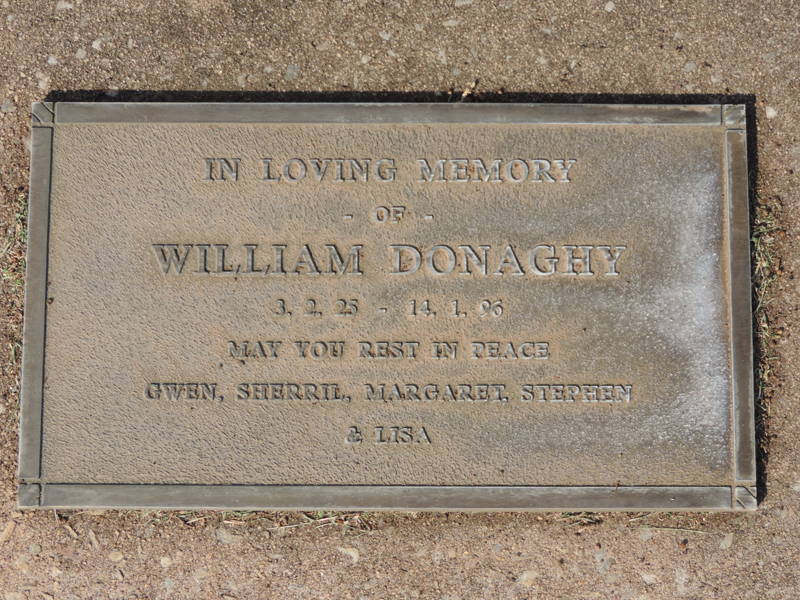 IN LOVING MEMORY
- OF -
WILLIAM DONAGHY
3. 2. 25 - 14. 1. 96
MAY YOU REST IN PEACE
GWEN, SHERRIL, MARGARET, STEPHEN
& LISA